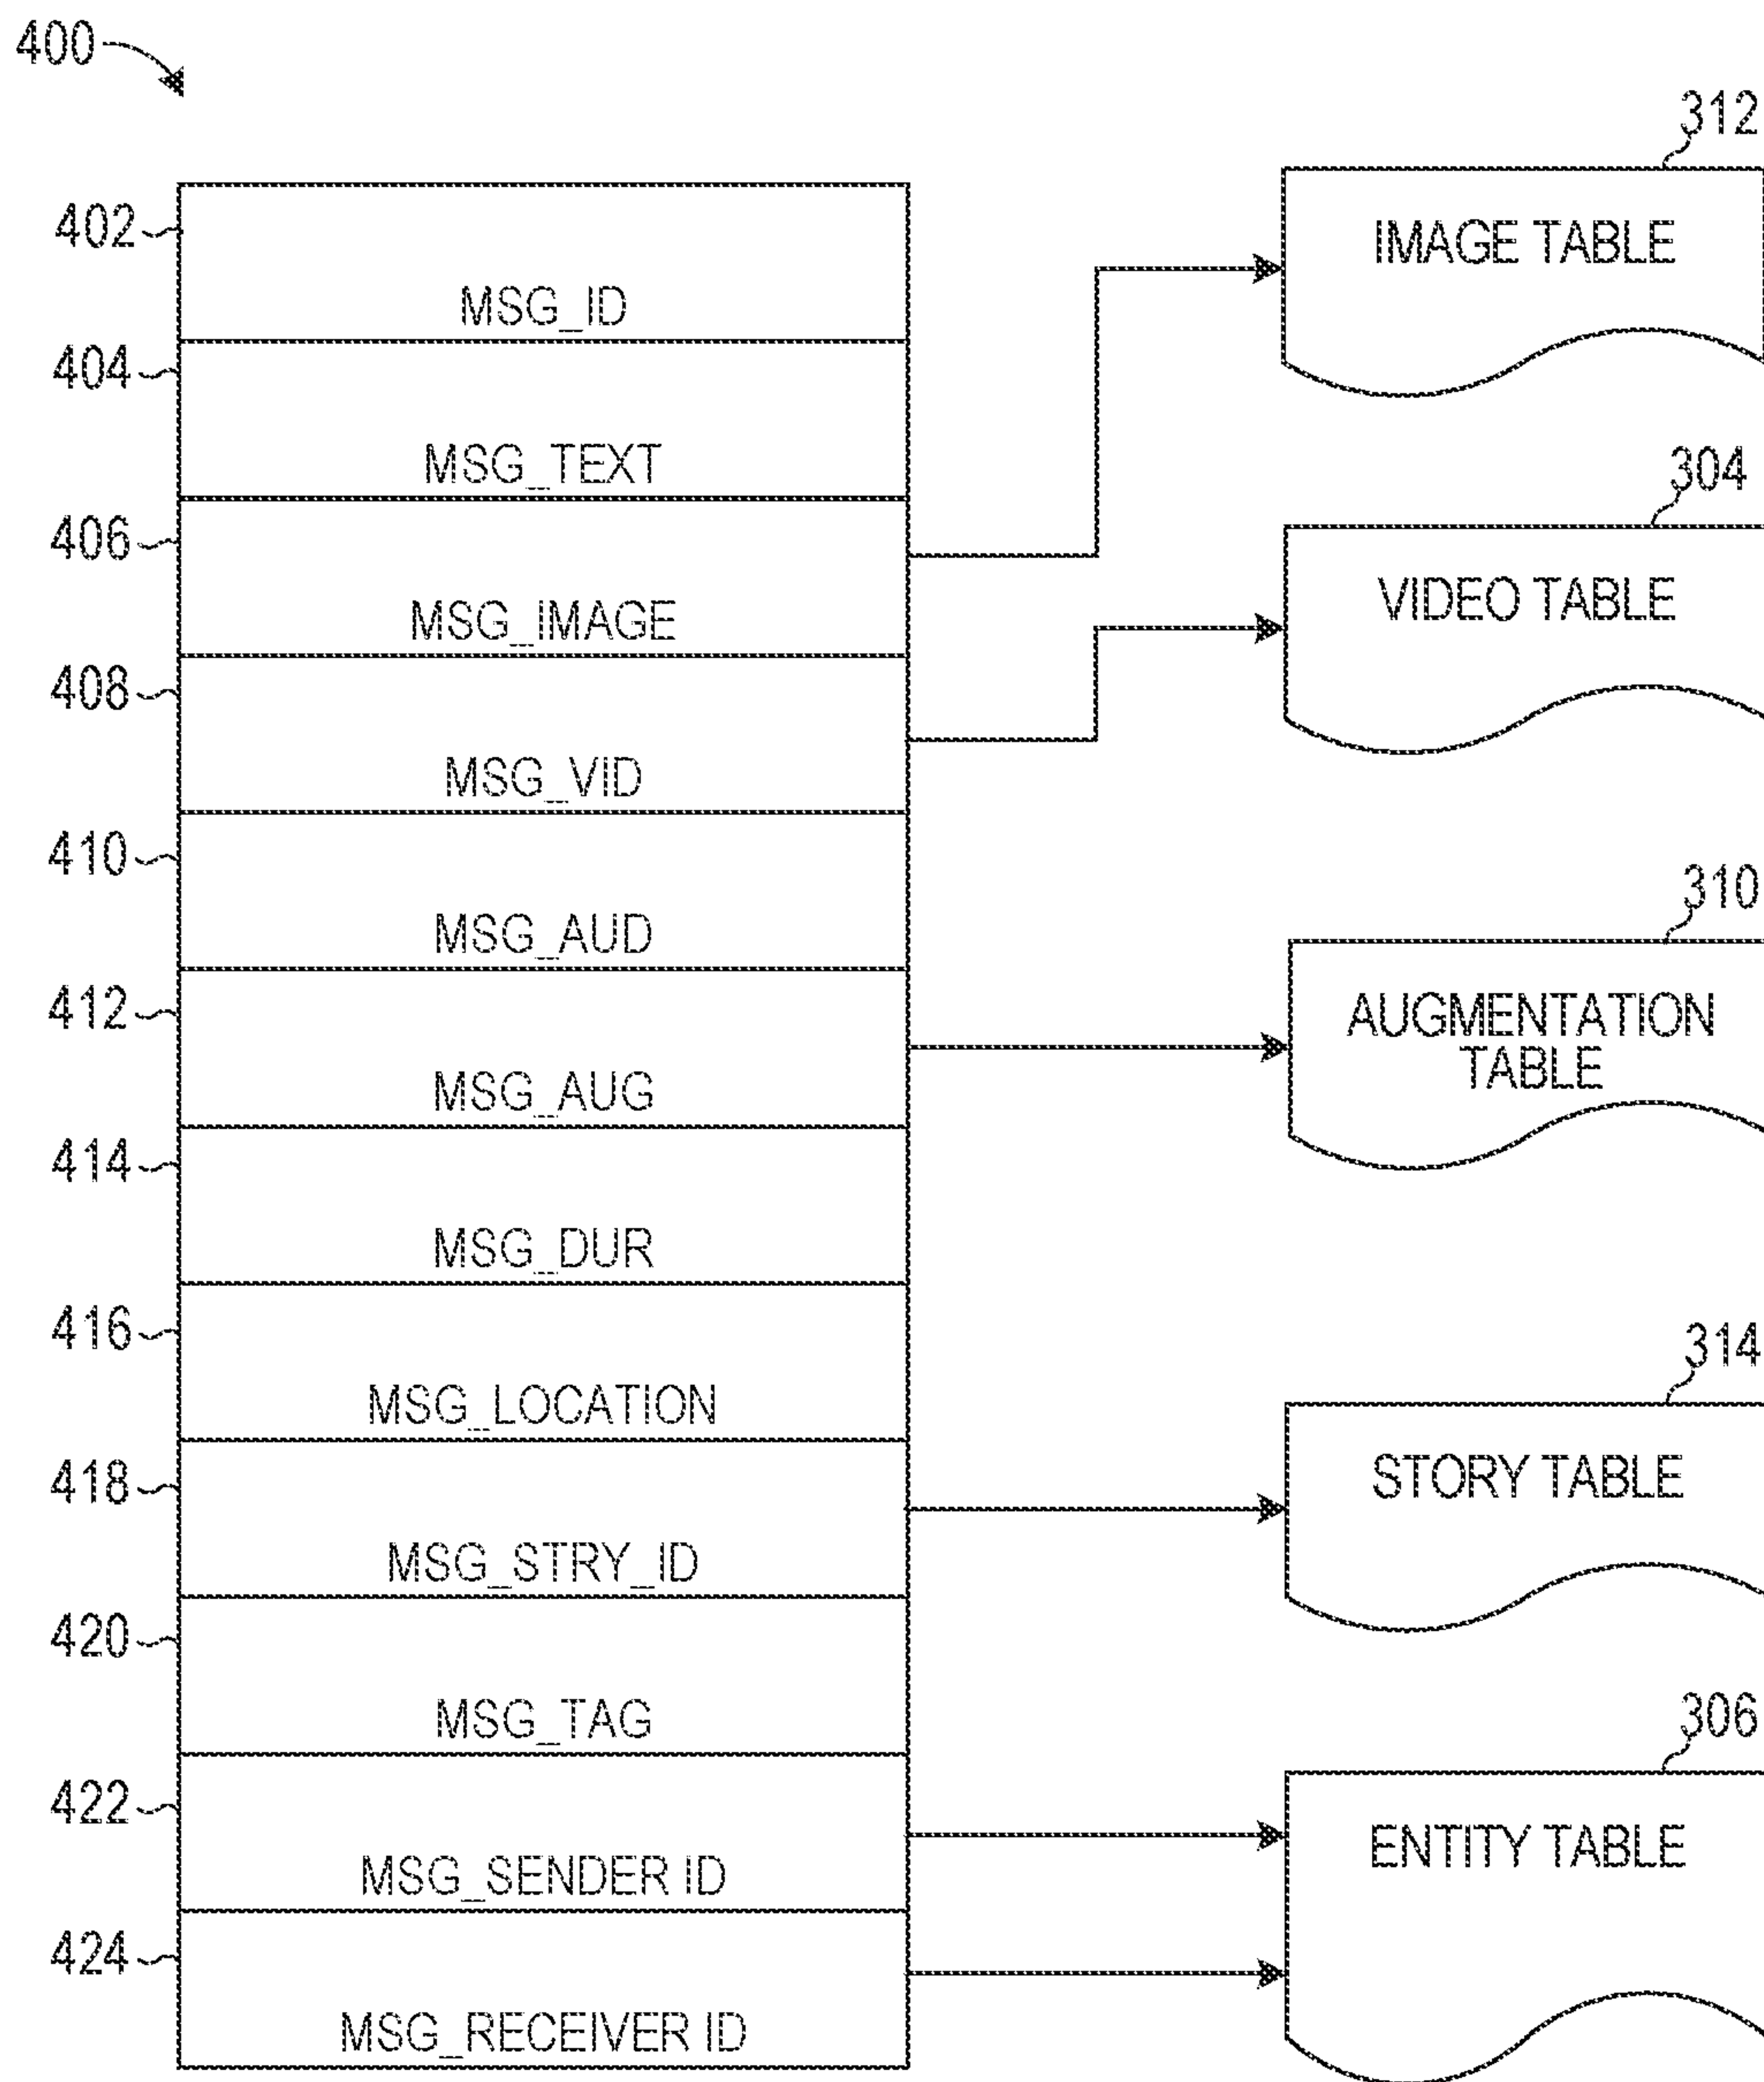 400
312
402
IMAGE TABLE
MSG_ID
404
MSG_TEXT
304
406
VIDEO TABLE
MSG_IMAGE
408
MSG_VID
410
310
MSG_AUD
412
AUGMENTATION
TABLE
MSG_AUG
414
MSG_DUR
416
314
MSG_LOCATION
418
STORY TABLE
MSG_STRY_ID
420
MSG_TAG
306
422
ENTITY TABLE
MSG_SENDER ID
424
MSG_RECEIVER ID